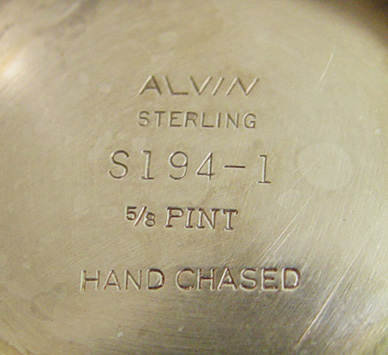 ALVIN
STERLING
S194-1
5/8 PINT
HAND CHASED